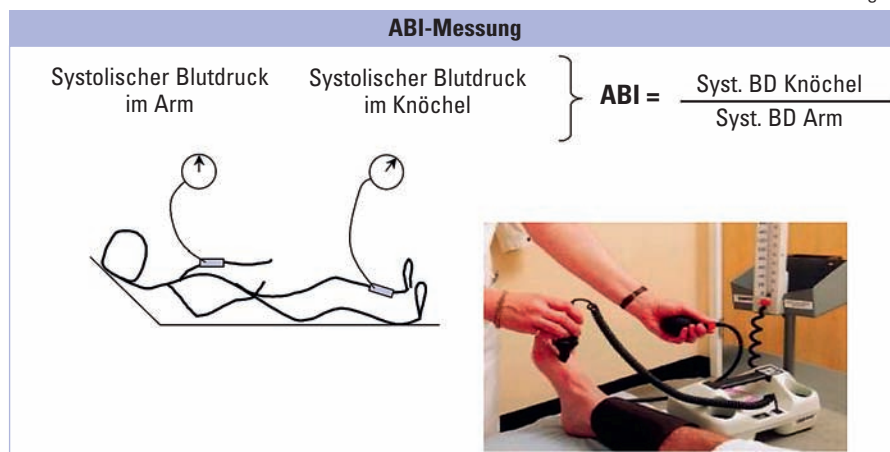 ABI-Messung
Systolischer Blutdruck
im Arm
Systolischer Blutdruck
im Knöchel
ABI =
Syst. BD Knöchel
Syst. BD Arm